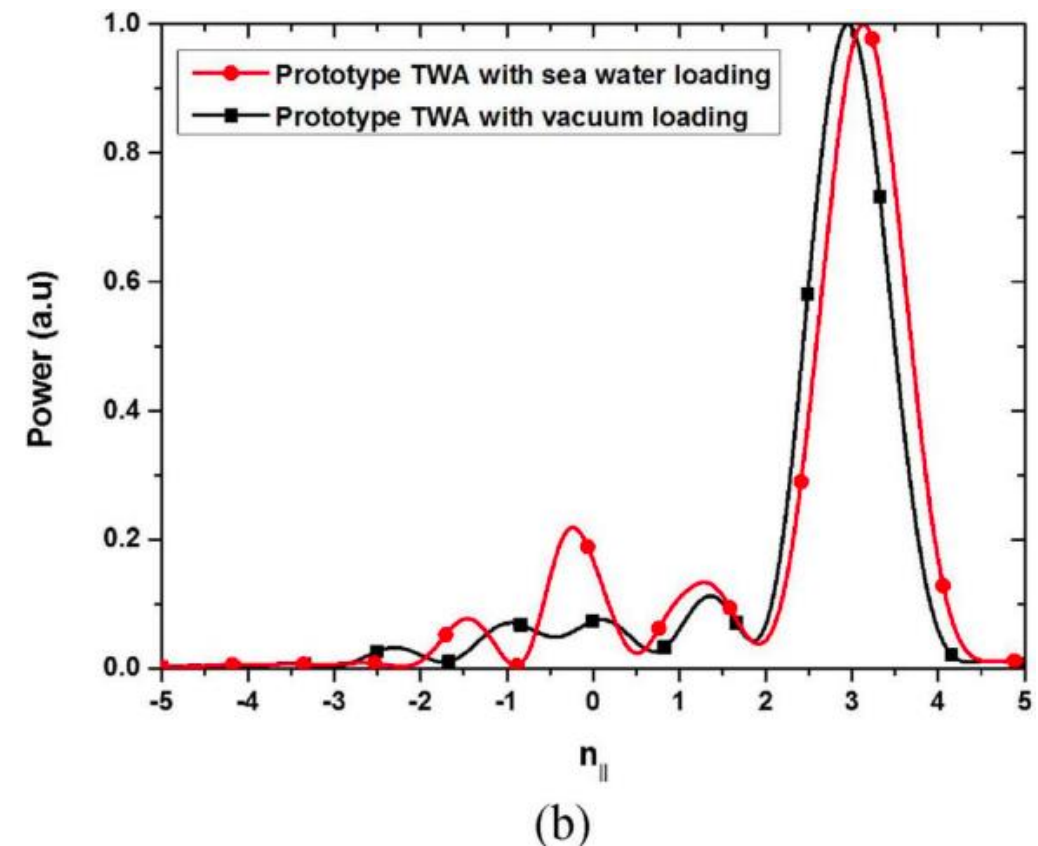 1.0
Prototype TWA with sea water loading
Prototype TWA with vacuum loading
0.8
0.6
0.4
0.2
0.0
Power (a.u)
-5 -4 -3 -2 -1 0 1 2 3 4 5
n||
(b)